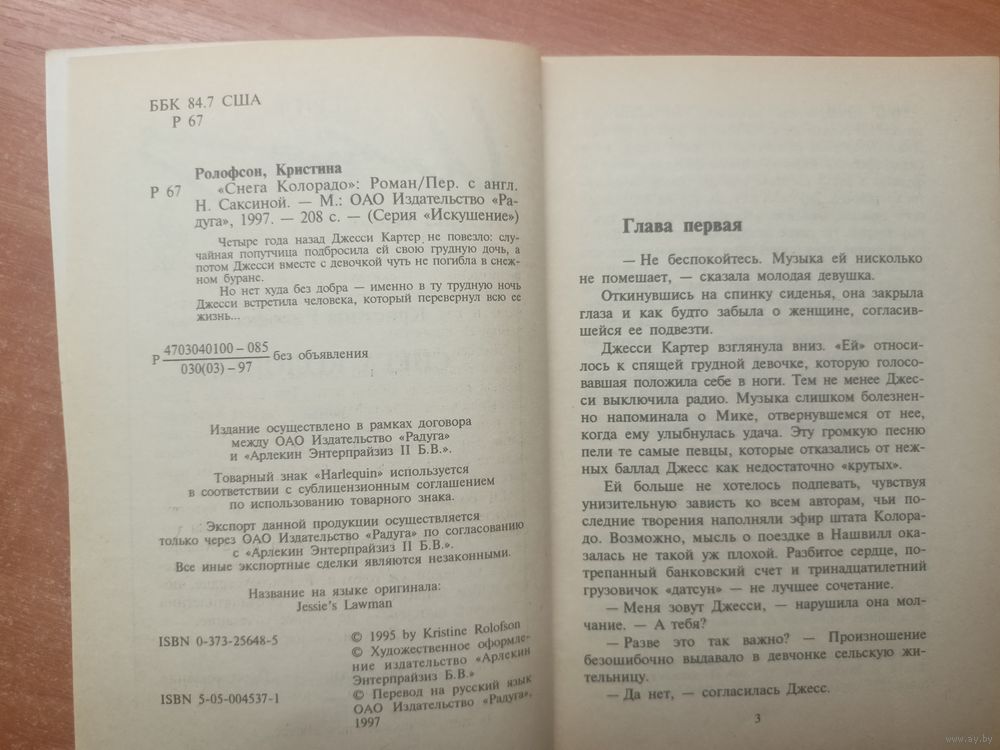 ББК 84.7 США
Р 67
Ролофсон, Кристина
Р 67 «Снега Колорадо»: Роман/Пер. с англ.
Н. Саксиной. — М.: ОАО Издательство «Ра-
дуга», 1997. — 208 с. — (Серия «Искушение»)
Четыре года назад Джесси Картер не повезло: слу-
чайная попутчица подбросила ей свою грудную дочь, а
потом Джесси вместе с девочкой чуть не погибла в снеж-
ном буране.
Но нет худа без добра — именно в ту трудную ночь
Джесси встретила человека, который перевернул всю ее
жизнь...
Р 4703040100 – 085 без объявления
030(03) – 97
Издание осуществлено в рамках договора
между ОАО Издательство «Радуга»
и «Арлекин Энтерпрайзиз II Б.В.».
Товарный знак «Harlequin» используется
в соответствии с сублицензионным соглашением
по использованию товарного знака.
Экспорт данной продукции осуществляется
только через ОАО Издательство «Радуга» по согласованию
с «Арлекин Энтерпрайзиз II Б.В.».
Все иные экспортные сделки являются незаконными.
Название на языке оригинала:
Jessie's Lawman
ISBN 0-373-25648-5
© 1995 by Kristine Rolofson
© Художественное оформле-
ние издательство «Арлекин
Энтерпрайзиз Б.В.»
ISBN 5-05-004537-1
© Перевод на русский язык
ОАО Издательство «Радуга»,
1997
Глава первая
— Не беспокойтесь. Музыка ей нисколько
не помешает, — сказала молодая девушка.
Откинувшись на спинку сиденья, она закрыла
глаза и как будто забыла о женщине, согласив-
шейся ее подвезти.
Джесси Картер взглянула вниз. «Ей» относи-
лось к спящей грудной девочке, которую голосо-
вавшая положила себе в ноги. Тем не менее Джес-
си выключила радио. Музыка слишком болезнен-
но напоминала о Мике, отвернувшемся от нее,
когда ему улыбнулась удача. Эту громкую песню
пели те самые певцы, которые отказались от неж-
ных баллад Джесс как недостаточно «крутых».
Ей больше не хотелось подпевать, чувствуя
унизительную зависть ко всем авторам, чьи по-
следние творения наполняли эфир штата Колора-
до. Возможно, мысль о поездке в Нашвилл ока-
залась не такой уж плохой. Разбитое сердце, по-
трепанный банковский счет и тринадцатилетний
грузовичок «датсун» — не лучшее сочетание.
— Меня зовут Джесси, — нарушила она мол-
чание. — А тебя?
— Разве это так важно? — Произношение
безошибочно выдавало в девчонке сельскую жи-
тельницу.
— Да нет, — согласилась Джесс.
3
www.ay.by